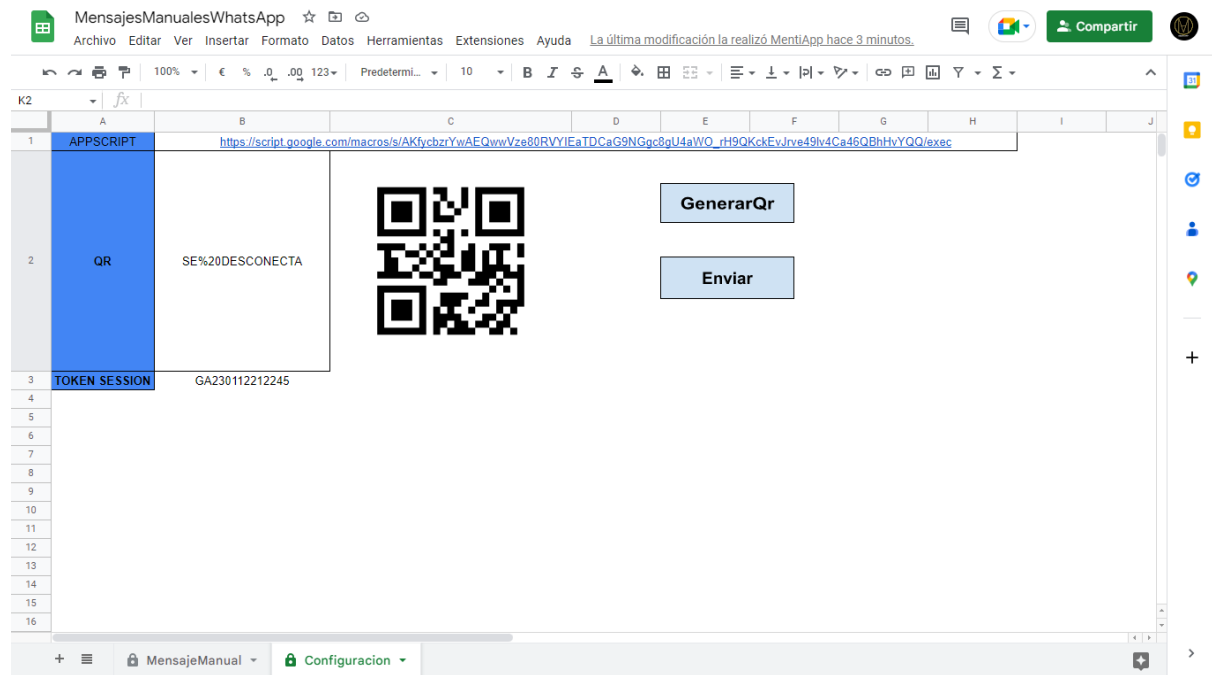 MensajesManualesWhatsApp
Compartir
Archivo Editar Ver Insertar Formato Datos Herramientas Extensiones Ayuda La última modificación la realizó MentiApp hace 3 minutos.
100% € % .0 .00 123 Predetermi... 10 B I S A
31
K2 fx
A B C D E F G H I J
1 APPSCRIPT https://script.google.com/macros/s/AKfycbzrYwAEQwwVze80RVYIEaTDCaG9NGgc8gU4aWO_rH9QKckEvJrve49lv4Ca46QBhHvYQQ/exec
GenerarQr
2 QR SE%20DESCONECTA
Enviar
3 TOKEN SESSION GA230112212245
4
5
6
7
8
9
10
11
12
13
14
15
16
MensajeManual Configuracion